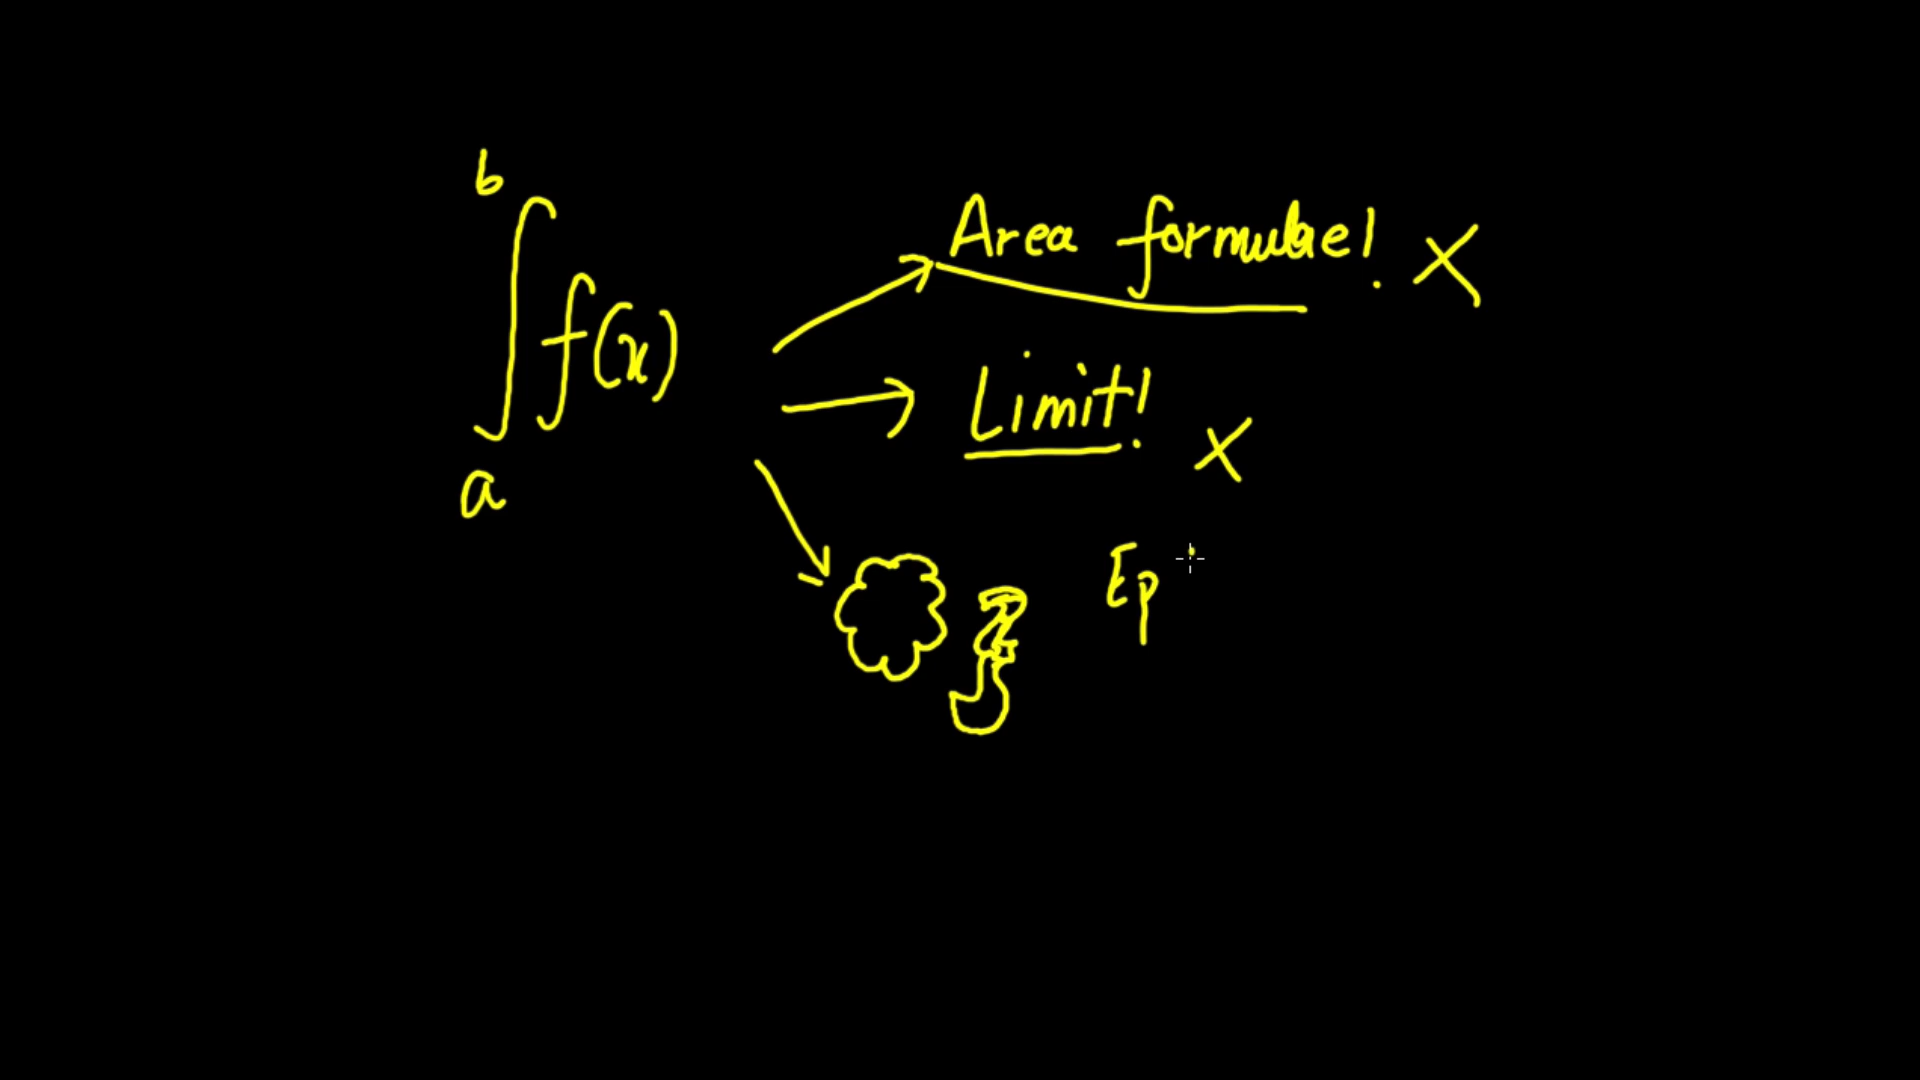 b
∫ f(x)
a
Area formulae! X
Limit! X
Ep